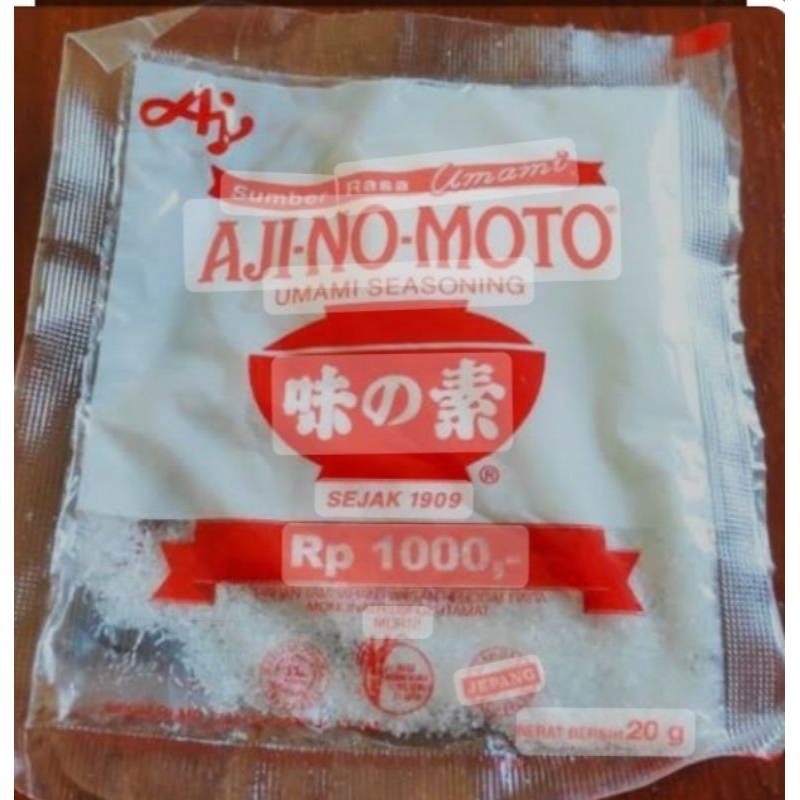 Aji
Sumber Rasa Umami
AJI-NO-MOTO®
UMAMI SEASONING
味の素
®
SEJAK 1909
Rp 1000,-
MURNI
JEPANG
BERAT BERSIH 20 g